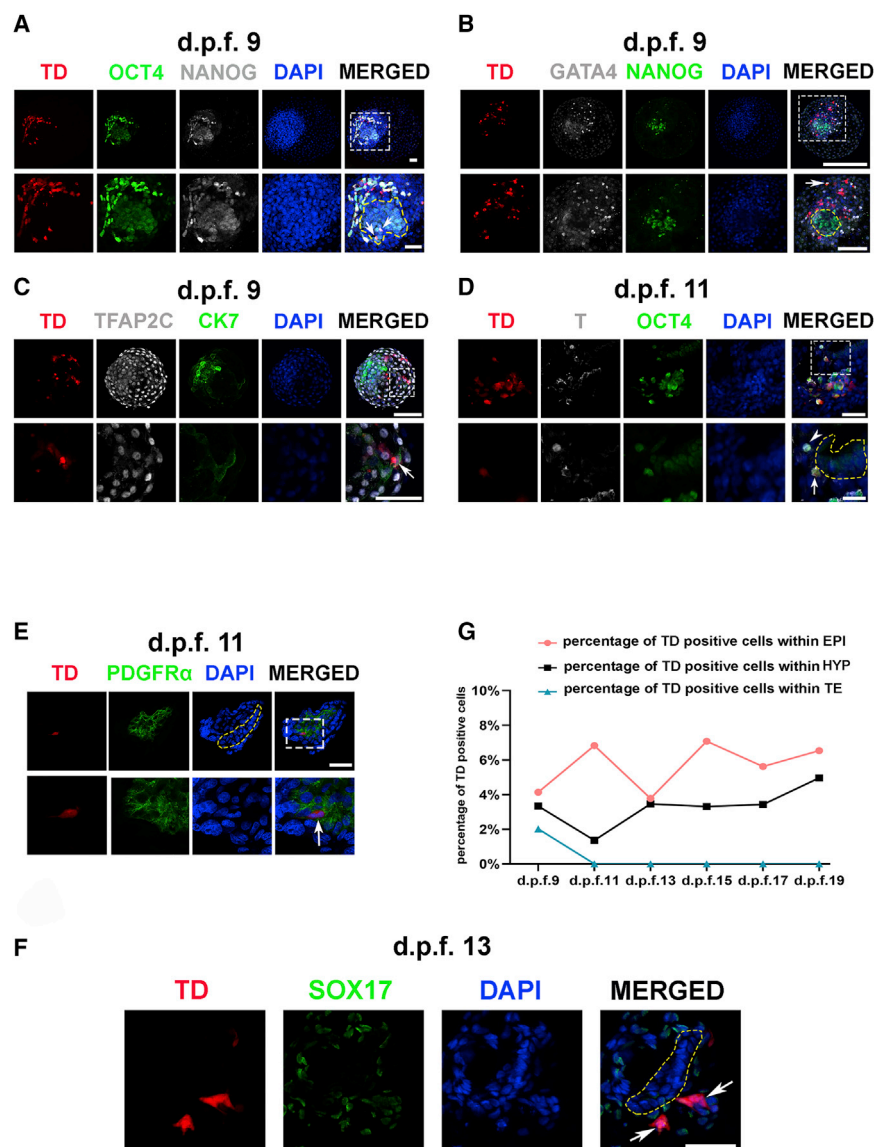 A
d.p.f. 9
TD OCT4 NANOG DAPI MERGED
B
d.p.f. 9
TD GATA4 NANOG DAPI MERGED
C
d.p.f. 9
TD TFAP2C CK7 DAPI MERGED
D
d.p.f. 11
TD T OCT4 DAPI MERGED
E
d.p.f. 11
TD PDGFRα DAPI MERGED
G
percentage of TD positive cells within EPI
percentage of TD positive cells within HYP
percentage of TD positive cells within TE
percentage of TD positive cells
10%
8%
6%
4%
2%
0%
d.p.f.9 d.p.f.11 d.p.f.13 d.p.f.15 d.p.f.17 d.p.f.19
F
d.p.f. 13
TD SOX17 DAPI MERGED